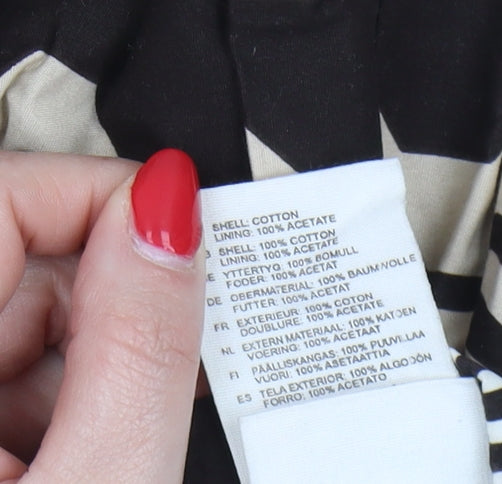 SHELL: COTTON
LINING: 100% ACETATE
SHELL: 100% COTTON
LINING: 100% ACETATE
YTTERTYG: 100% BOMULL
FODER: 100% ACETAT
DE OBERMATERIAL: 100% BAUMWOLLE
FUTTER: 100% ACETAT
FR EXTERIEUR: 100% COTON
DOUBLURE: 100% ACETATE
NL EXTERN MATERIAAL: 100% KATOEN
VOERING: 100% ACETAAT
FI PÄÄLLISKANGAS: 100% PUUVILLAA
VUORI: 100% ASETAATTIA
ES TELA EXTERIOR: 100% ALGODÓN
FORRO: 100% ACETATO